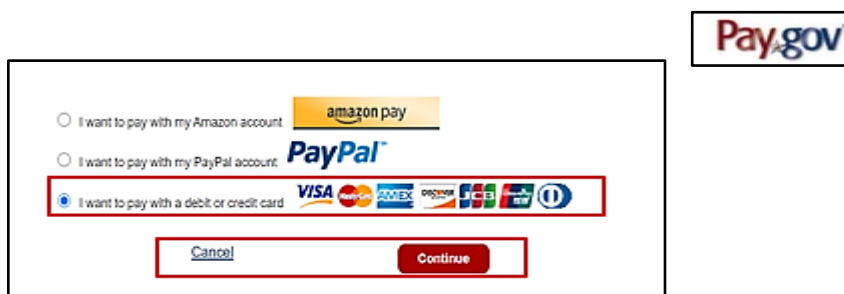 Pay.gov
I want to pay with my Amazon account amazon pay
I want to pay with my PayPal account PayPal
I want to pay with a debit or credit card VISA MasterCard AMEX DISCOVER JCB
Cancel Continue